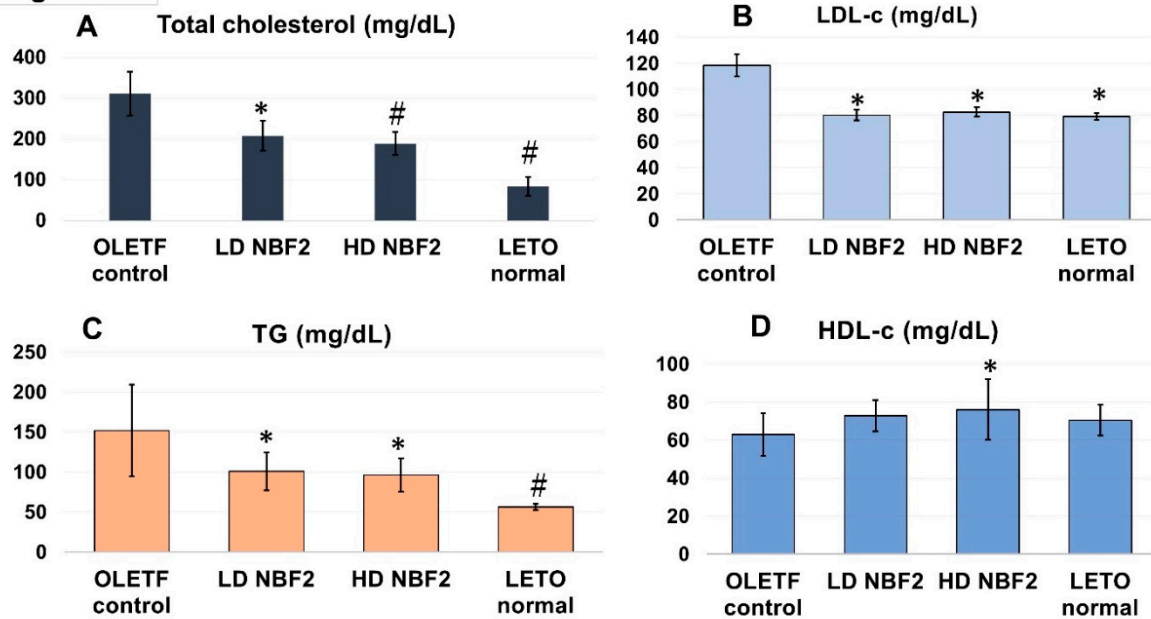 A Total cholesterol (mg/dL)
400
300
200
100
0
* # #
OLETF control LD NBF2 HD NBF2 LETO normal
B LDL-c (mg/dL)
140
120
100
80
60
40
20
0
* * *
OLETF control LD NBF2 HD NBF2 LETO normal
C TG (mg/dL)
250
200
150
100
50
0
* * #
OLETF control LD NBF2 HD NBF2 LETO normal
D HDL-c (mg/dL)
100
80
60
40
20
0
*
OLETF control LD NBF2 HD NBF2 LETO normal